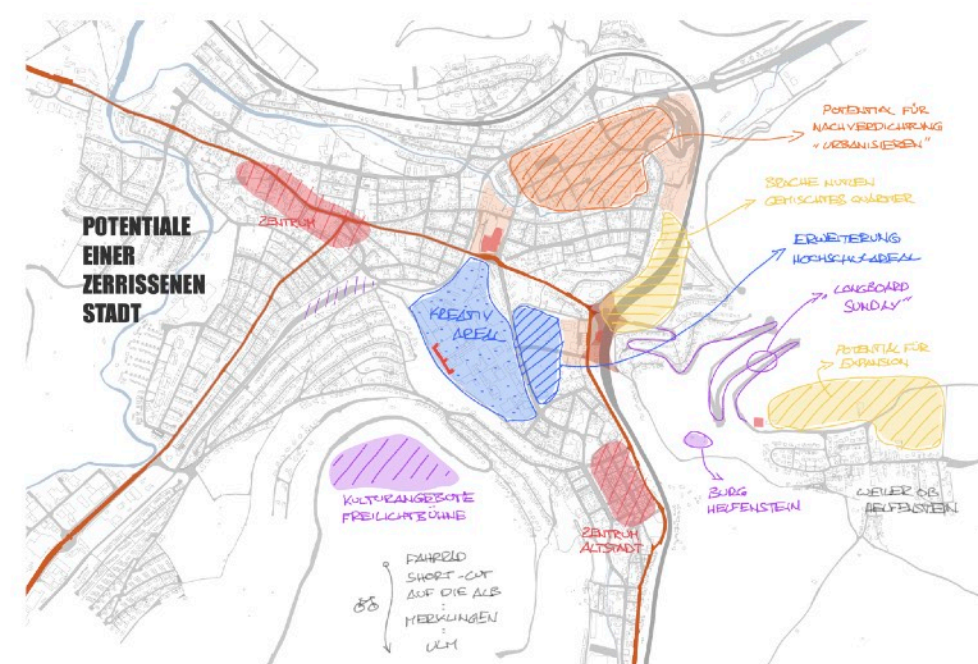 POTENTIALE
EINER
ZERRISSENEN
STADT
ZENTRUM
KREATIV
AREAL
POTENTIAL FÜR
NACHVERDICHTUNG
"URBANISIEREN"
BRACHE NUTZEN
GEMISCHTES QUARTIER
ERWEITERUNG
HOCHSCHULAREAL
"LONGBOARD
SUNDAY"
POTENTIAL FÜR
EXPANSION
WEILER OB
HELFENSTEIN
BURG
HELFENSTEIN
KULTURANGEBOTE
FREILICHTBÜHNE
ZENTRUM
ALTSTADT
FAHRRAD
SHORT-CUT
AUF DIE ALB
:
MERKLINGEN
:
ULM